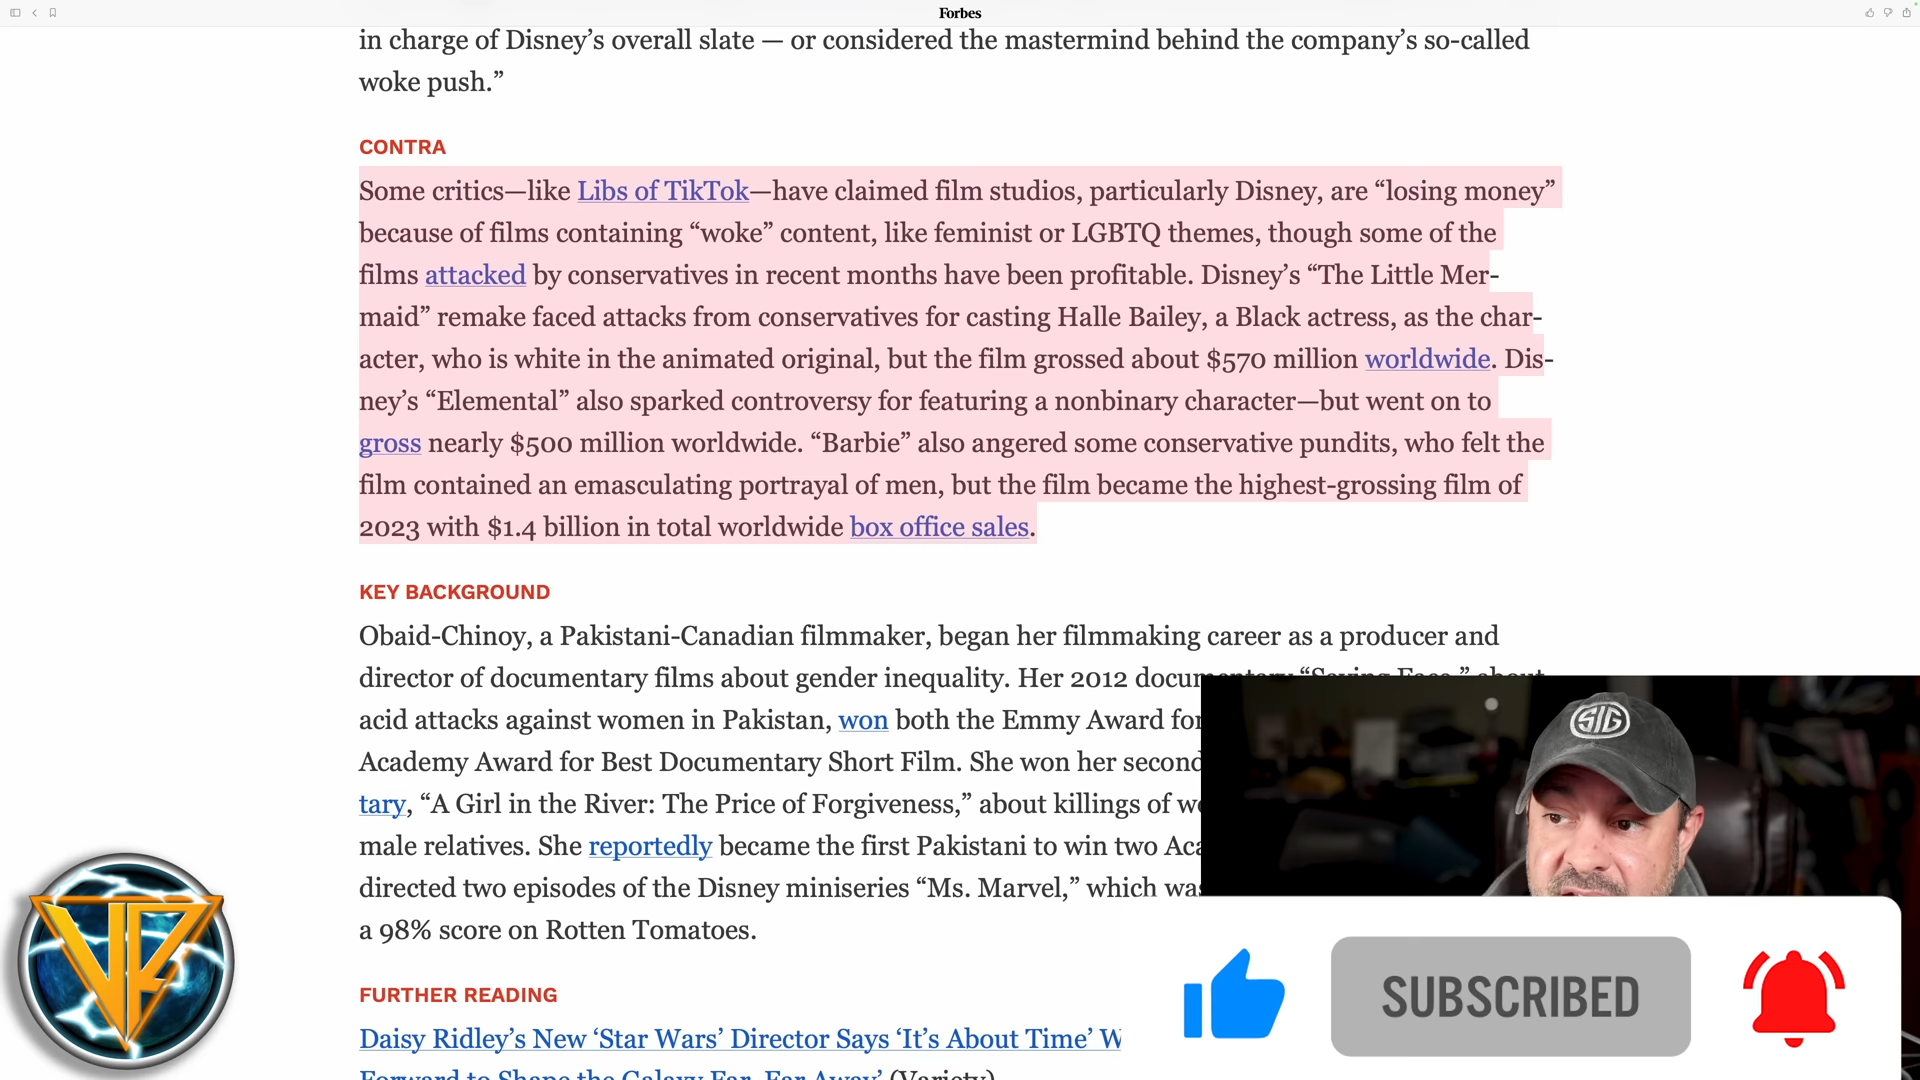 Forbes
in charge of Disney’s overall slate — or considered the mastermind behind the company’s so-called
woke push.”
CONTRA
Some critics—like Libs of TikTok—have claimed film studios, particularly Disney, are “losing money”
because of films containing “woke” content, like feminist or LGBTQ themes, though some of the
films attacked by conservatives in recent months have been profitable. Disney’s “The Little Mer-
maid” remake faced attacks from conservatives for casting Halle Bailey, a Black actress, as the char-
acter, who is white in the animated original, but the film grossed about $570 million worldwide. Dis-
ney’s “Elemental” also sparked controversy for featuring a nonbinary character—but went on to
gross nearly $500 million worldwide. “Barbie” also angered some conservative pundits, who felt the
film contained an emasculating portrayal of men, but the film became the highest-grossing film of
2023 with $1.4 billion in total worldwide box office sales.
KEY BACKGROUND
Obaid-Chinoy, a Pakistani-Canadian filmmaker, began her filmmaking career as a producer and
director of documentary films about gender inequality. Her 2012 documentary “Saving Face,” about
acid attacks against women in Pakistan, won both the Emmy Award for
Academy Award for Best Documentary Short Film. She won her second
tary, “A Girl in the River: The Price of Forgiveness,” about killings of
male relatives. She reportedly became the first Pakistani to win two
directed two episodes of the Disney miniseries “Ms. Marvel,” which was
a 98% score on Rotten Tomatoes.
SIG
FURTHER READING
SUBSCRIBED
Daisy Ridley’s New ‘Star Wars’ Director Says ‘It’s About Time’
Forward to Shape the Galaxy Far, Far Away’ (Variety)